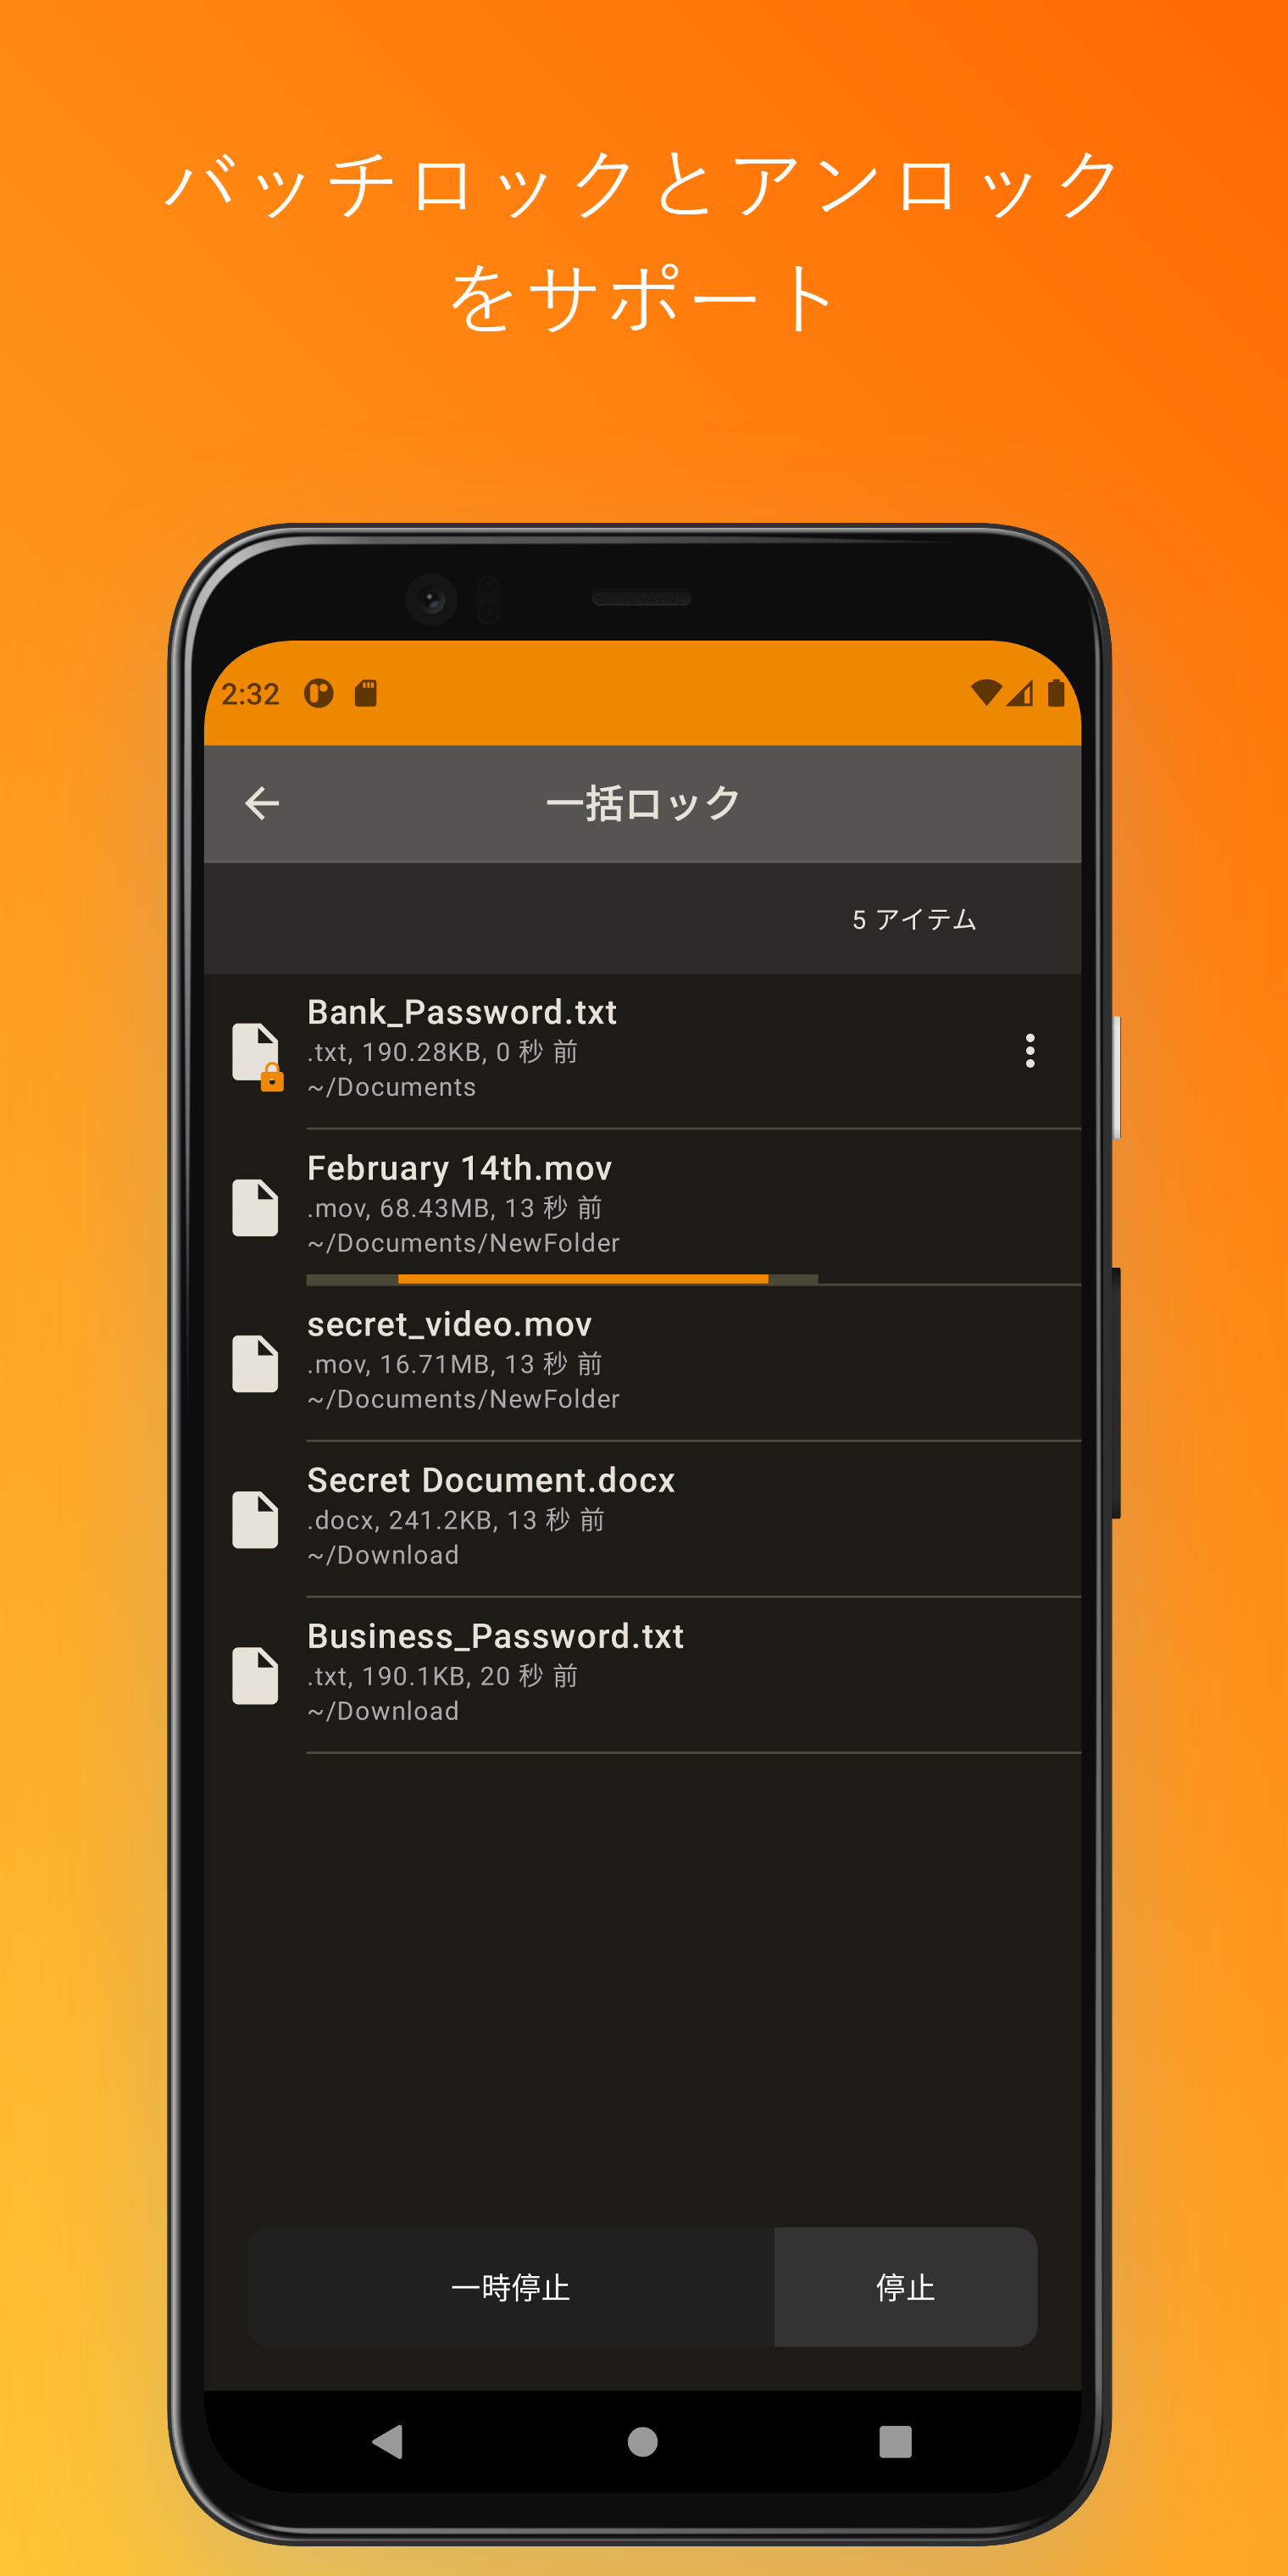 バッチロックとアンロック
をサポート
2:32
一括ロック
5 アイテム
Bank_Password.txt
.txt, 190.28KB, 0 秒 前
~/Documents
February 14th.mov
.mov, 68.43MB, 13 秒 前
~/Documents/NewFolder
secret_video.mov
.mov, 16.71MB, 13 秒 前
~/Documents/NewFolder
Secret Document.docx
.docx, 241.2KB, 13 秒 前
~/Download
Business_Password.txt
.txt, 190.1KB, 20 秒 前
~/Download
一時停止
停止